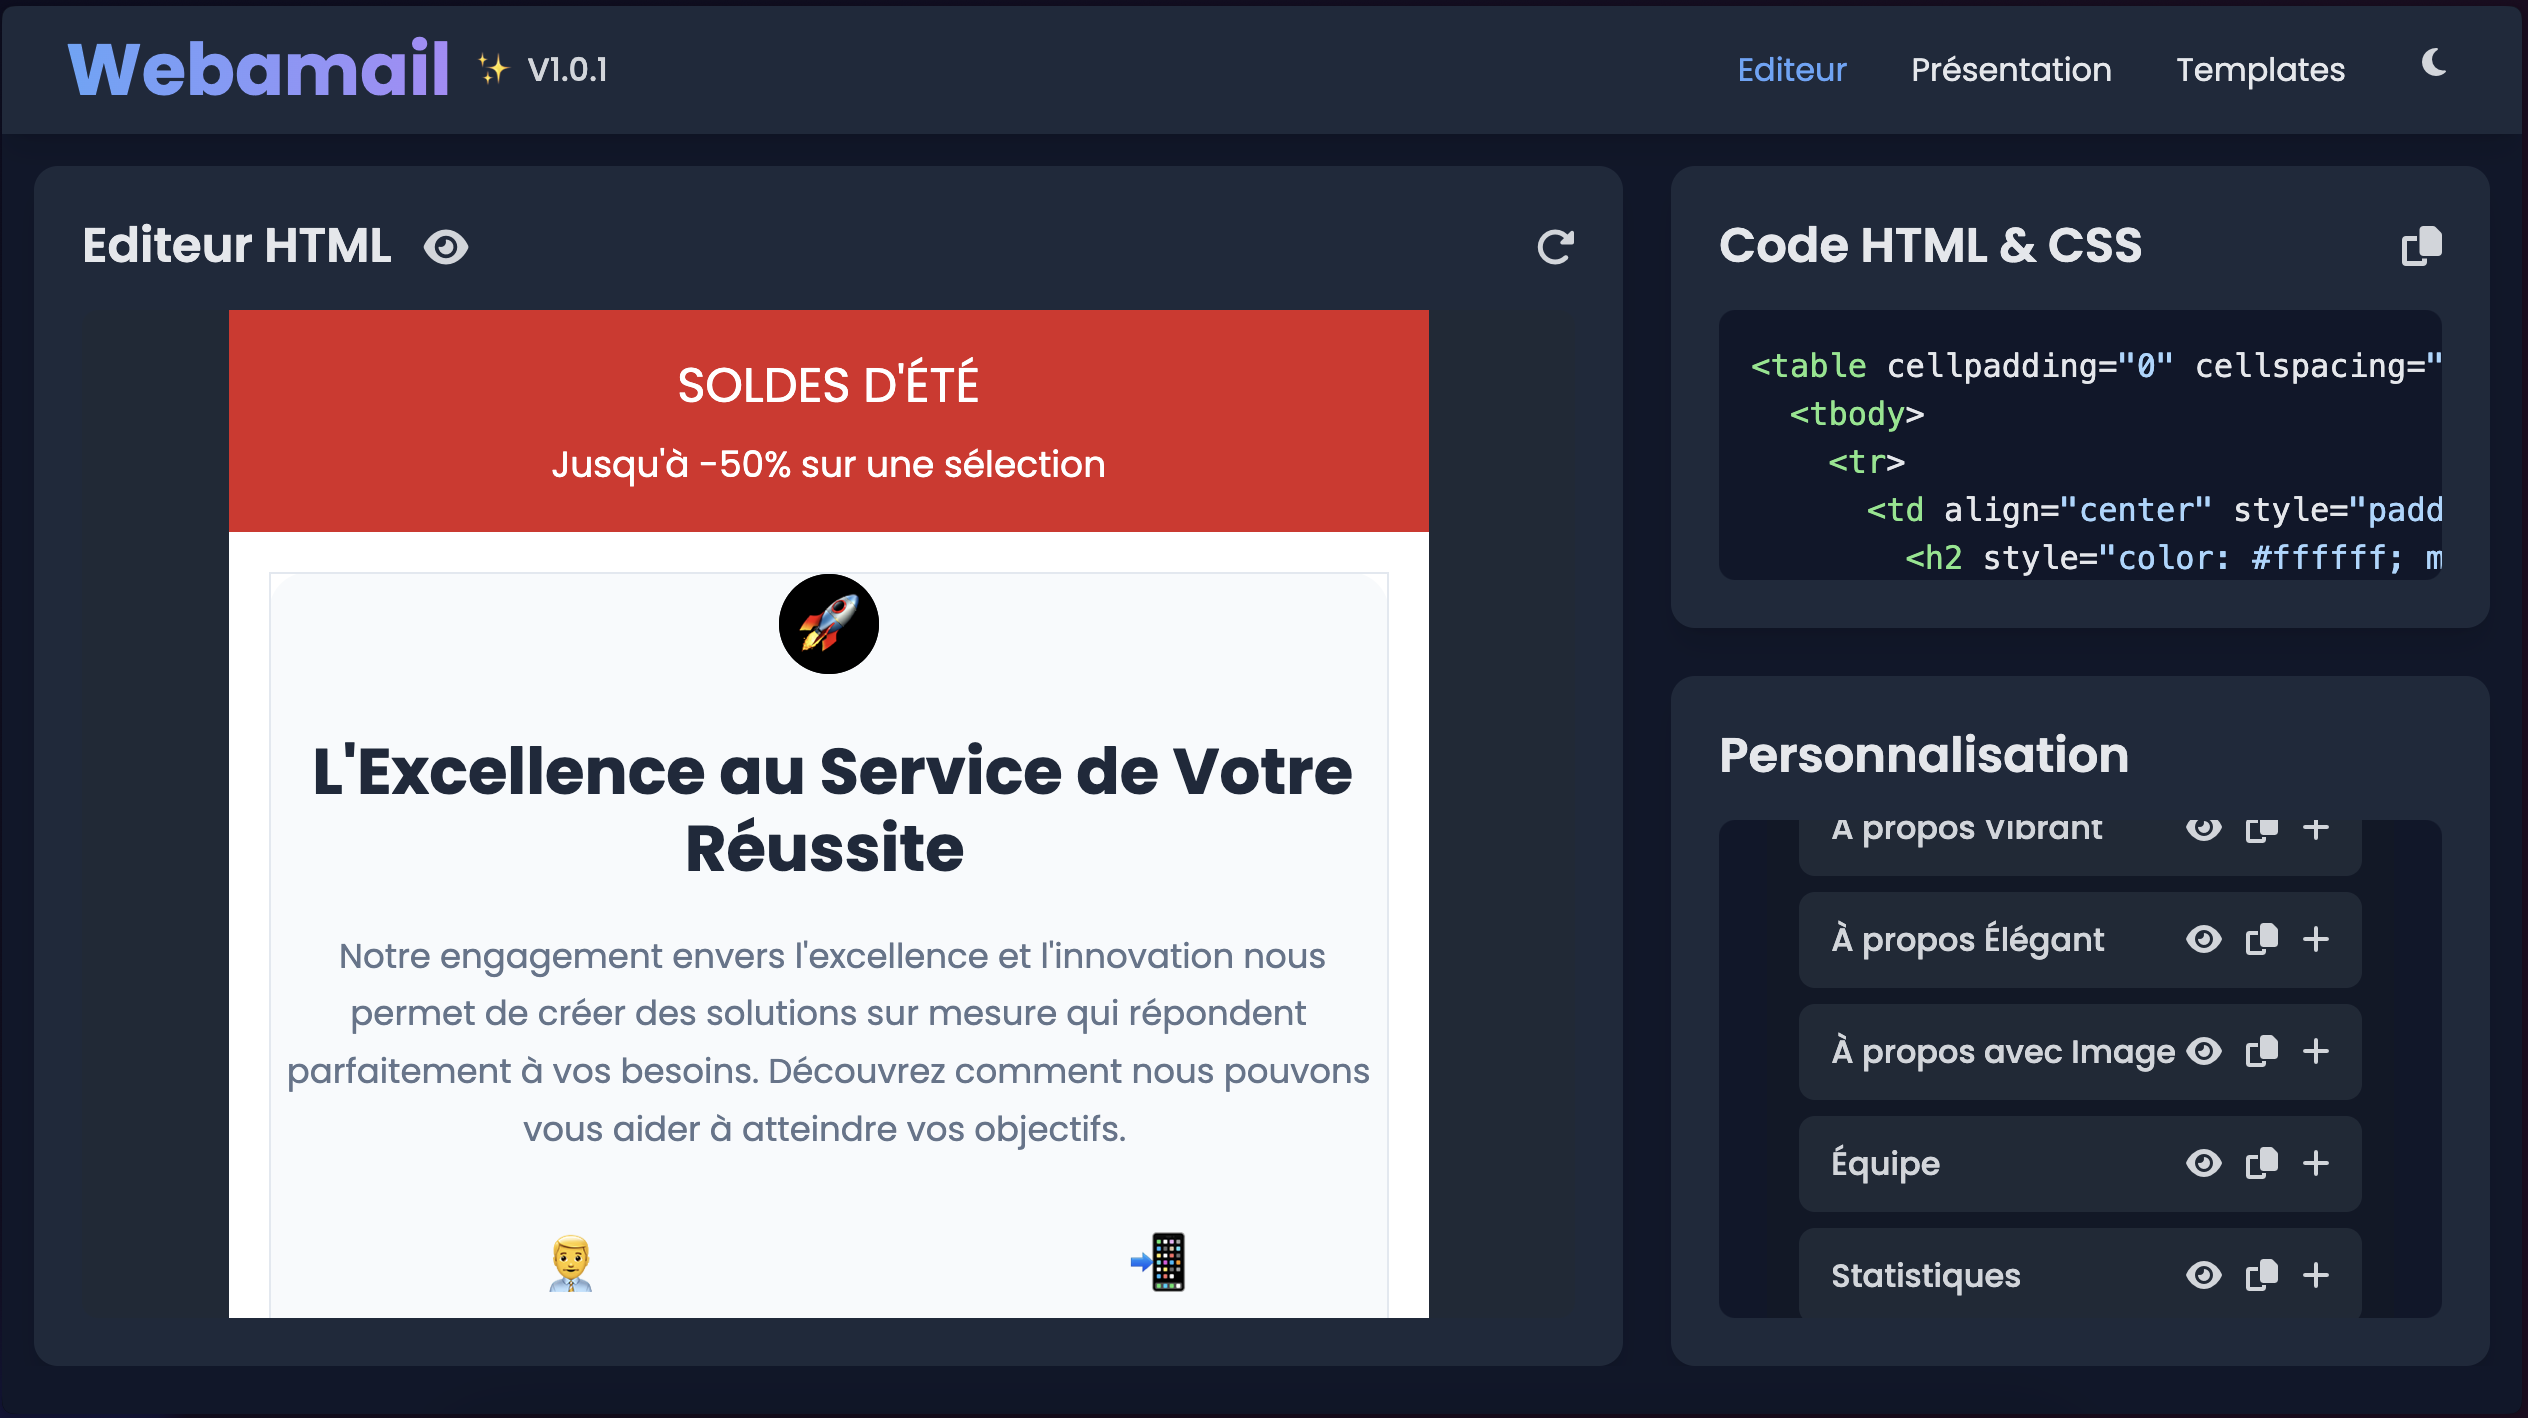 Webamail ✨ V1.0.1
Editeur
Présentation
Templates
Editeur HTML
SOLDES D'ÉTÉ
Jusqu'à -50% sur une sélection
L'Excellence au Service de Votre
Réussite
Notre engagement envers l'excellence et l'innovation nous
permet de créer des solutions sur mesure qui répondent
parfaitement à vos besoins. Découvrez comment nous pouvons
vous aider à atteindre vos objectifs.
Code HTML & CSS
<table cellpadding="0" cellspacing="
<tbody>
<tr>
<td align="center" style="padd
<h2 style="color: #ffffff; m
Personnalisation
À propos Vibrant
À propos Élégant
À propos avec Image
Équipe
Statistiques